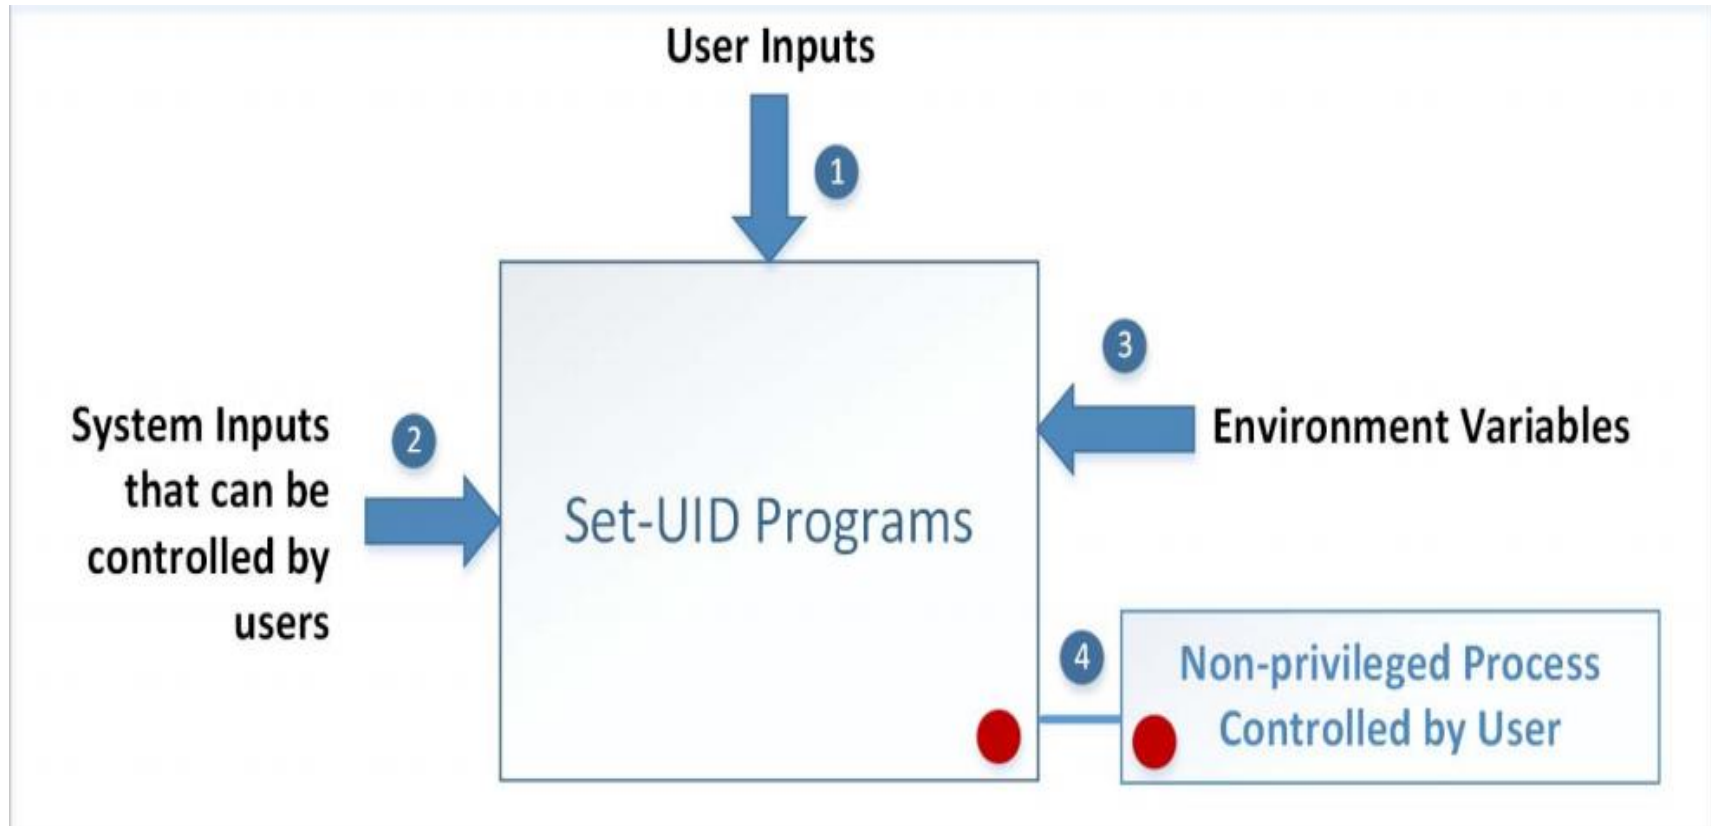 User Inputs
1
System Inputs
that can be
controlled by
users
2
Set-UID Programs
3
Environment Variables
4
Non-privileged Process
Controlled by User